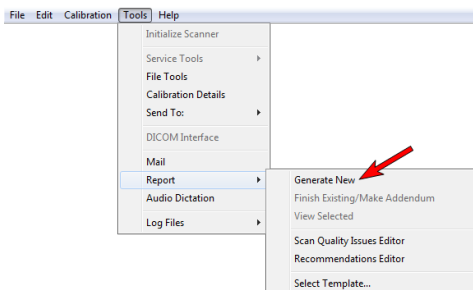 File Edit Calibration Tools Help
Initialize Scanner
Service Tools
File Tools
Calibration Details
Send To:
DICOM Interface
Mail
Report
Audio Dictation
Log Files
Generate New
Finish Existing/Make Addendum
View Selected
Scan Quality Issues Editor
Recommendations Editor
Select Template...